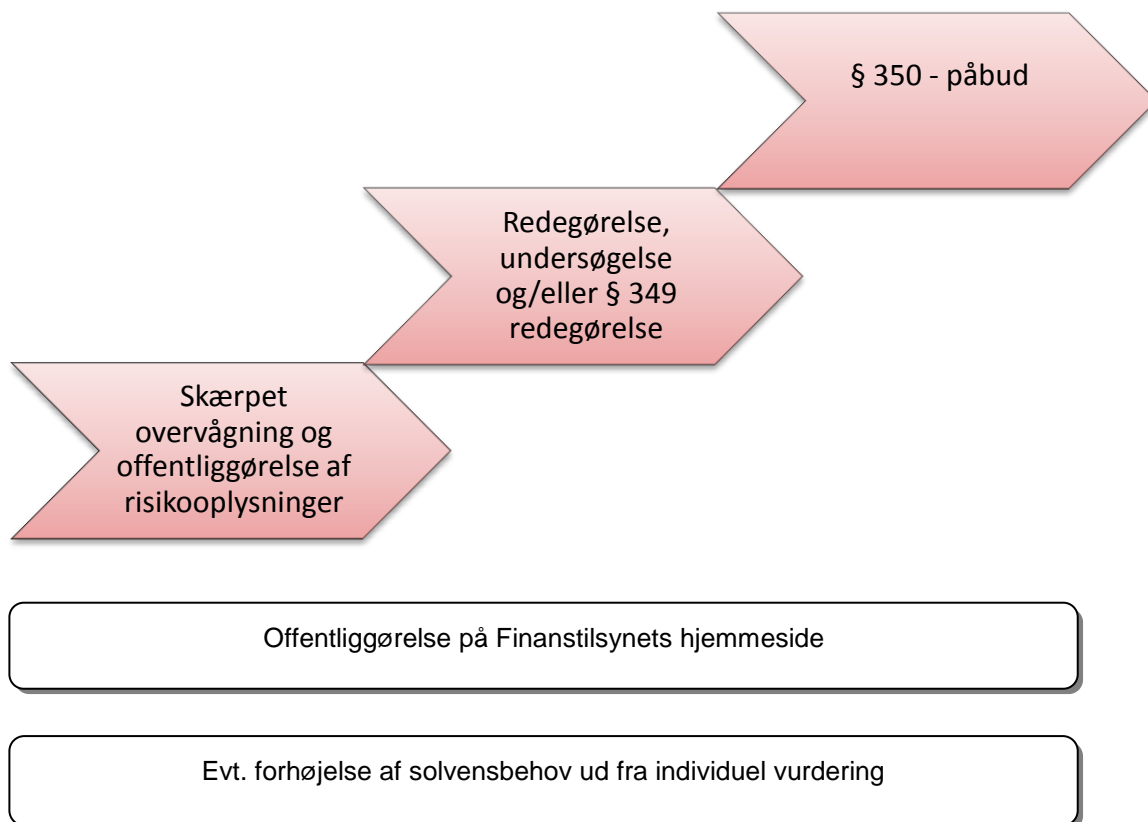 § 350 - påbud
Redegørelse,
undersøgelse
og/eller § 349
redegørelse
Skærpet
overvågning og
offentliggørelse af
risikooplysninger
Offentliggørelse på Finanstilsynets hjemmeside
Evt. forhøjelse af solvensbehov ud fra individuel vurdering